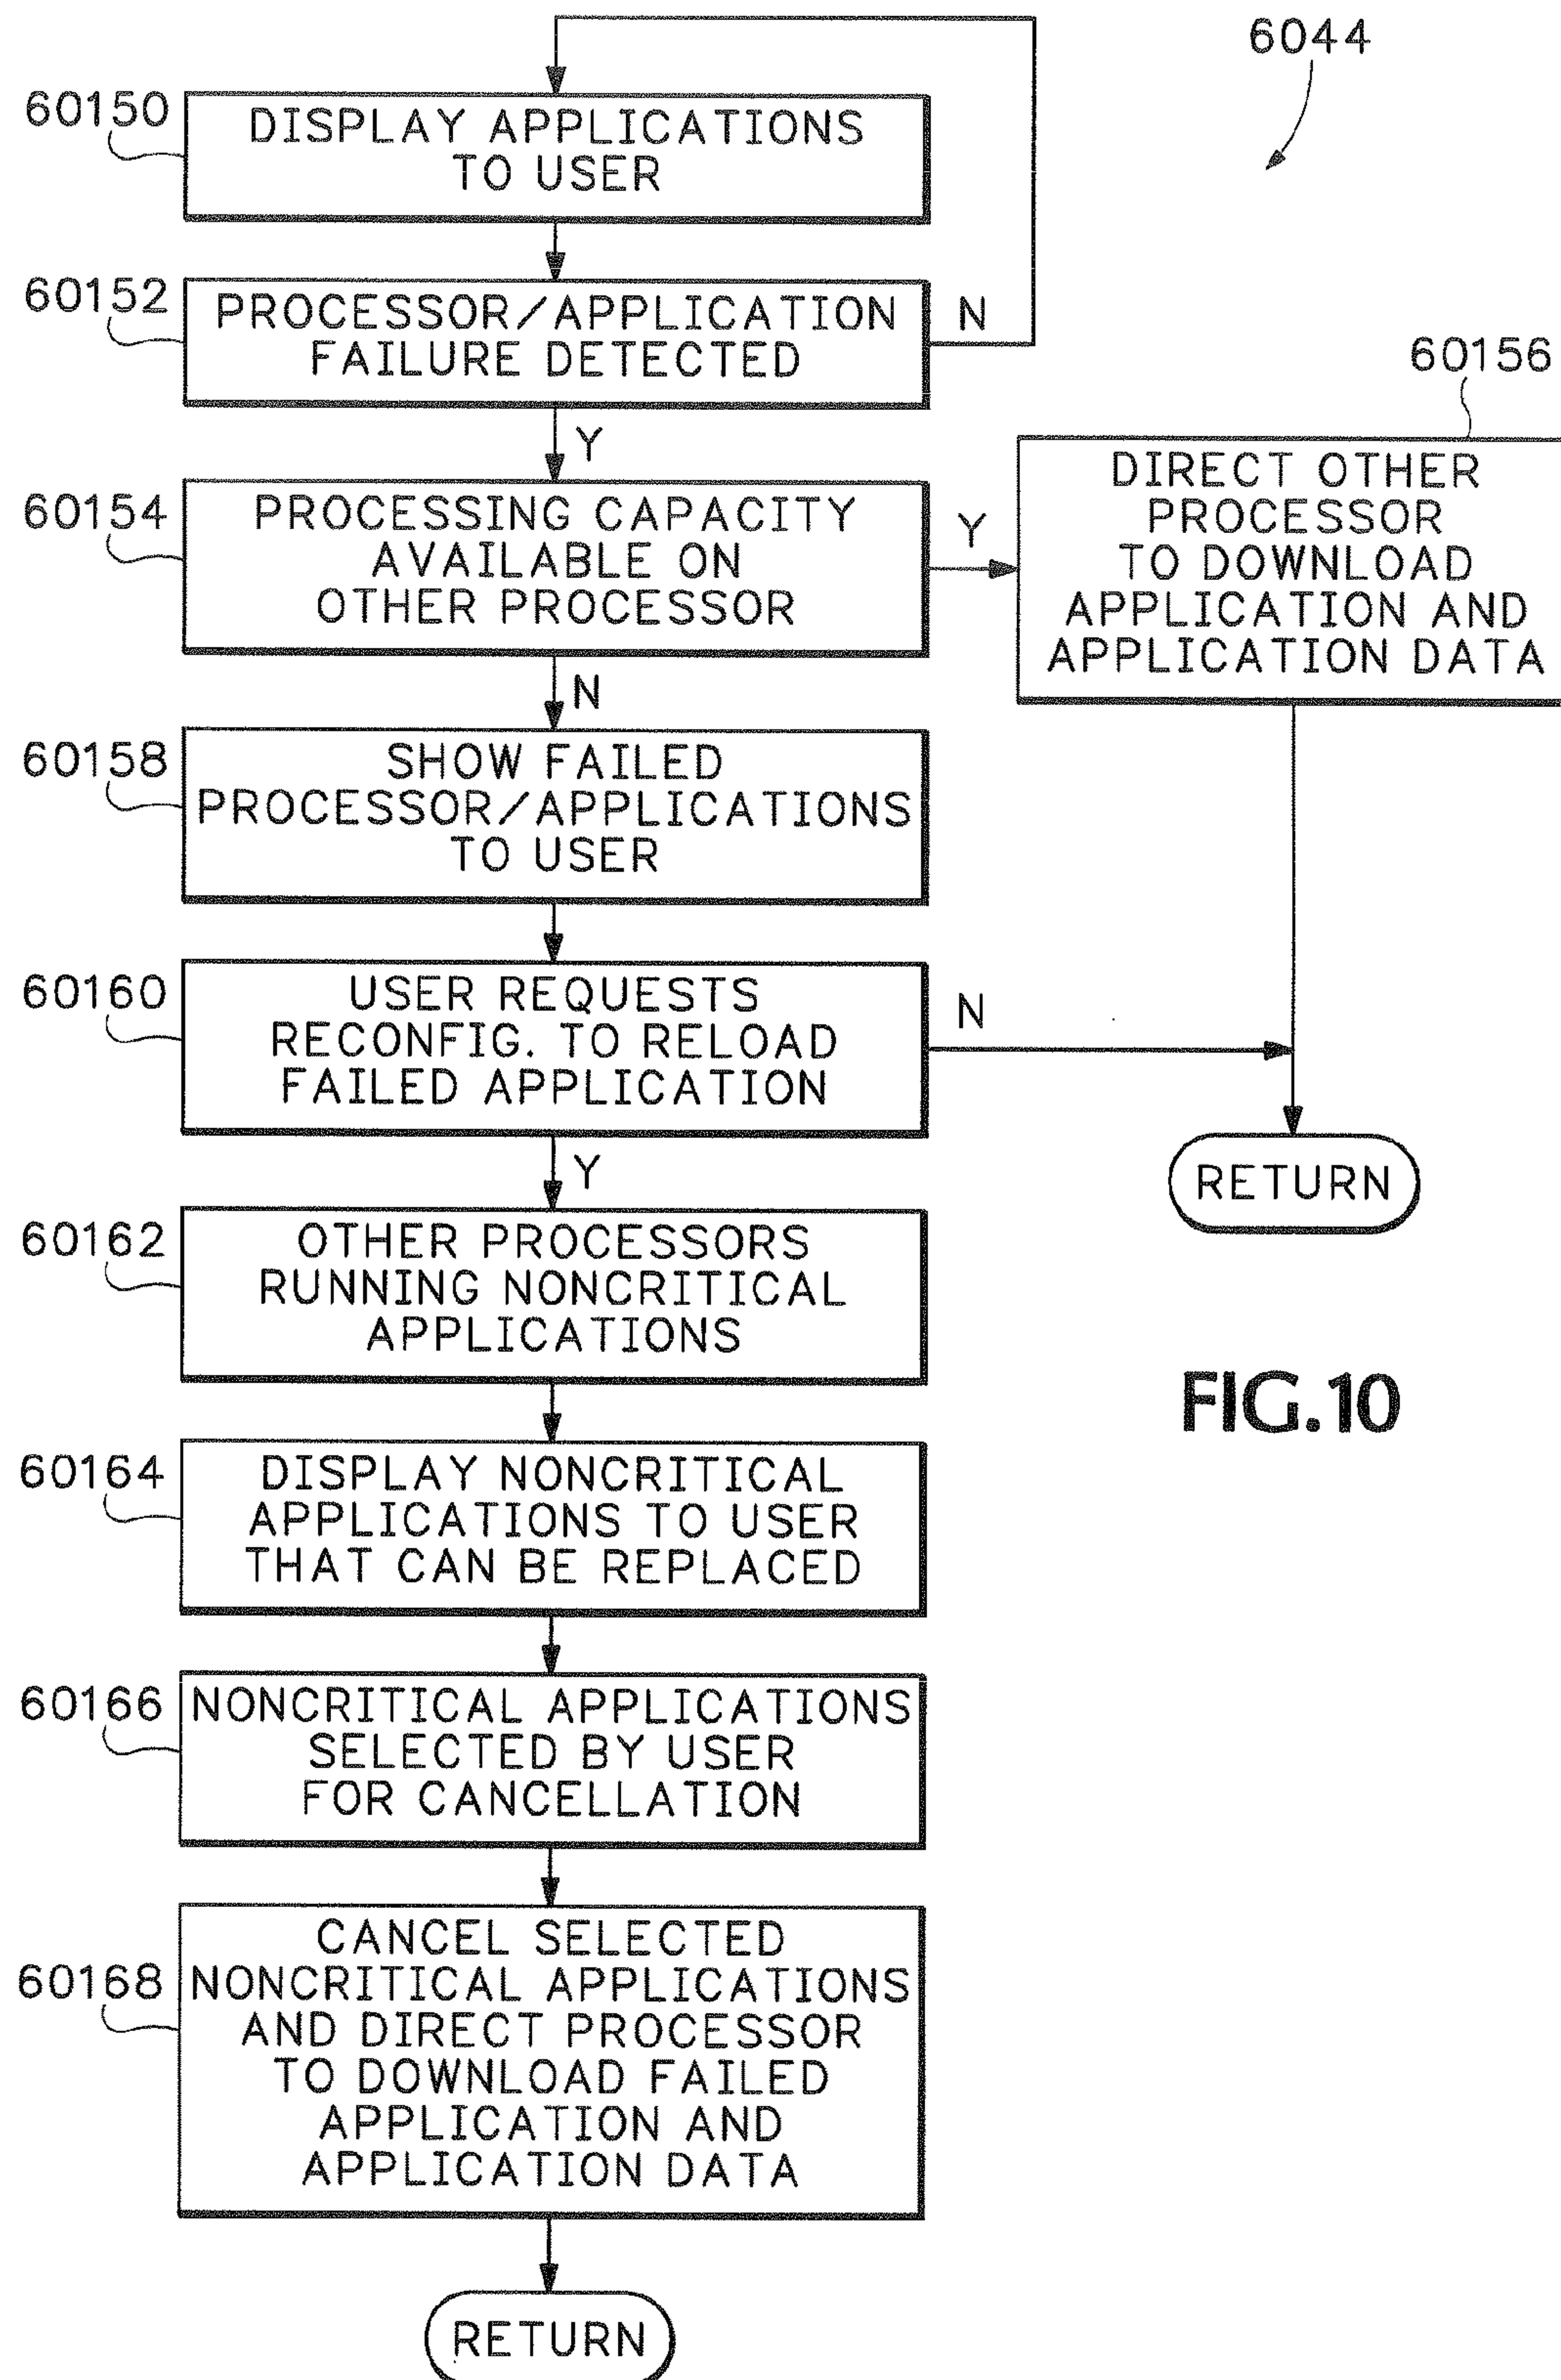 6044
60150
DISPLAY APPLICATIONS
TO USER
60152
PROCESSOR/APPLICATION
FAILURE DETECTED
N
Y
60154
PROCESSING CAPACITY
AVAILABLE ON
OTHER PROCESSOR
Y
60156
DIRECT OTHER
PROCESSOR
TO DOWNLOAD
APPLICATION AND
APPLICATION DATA
N
60158
SHOW FAILED
PROCESSOR/APPLICATIONS
TO USER
60160
USER REQUESTS
RECONFIG. TO RELOAD
FAILED APPLICATION
N
RETURN
Y
60162
OTHER PROCESSORS
RUNNING NONCRITICAL
APPLICATIONS
FIG.10
60164
DISPLAY NONCRITICAL
APPLICATIONS TO USER
THAT CAN BE REPLACED
60166
NONCRITICAL APPLICATIONS
SELECTED BY USER
FOR CANCELLATION
60168
CANCEL SELECTED
NONCRITICAL APPLICATIONS
AND DIRECT PROCESSOR
TO DOWNLOAD FAILED
APPLICATION AND
APPLICATION DATA
RETURN